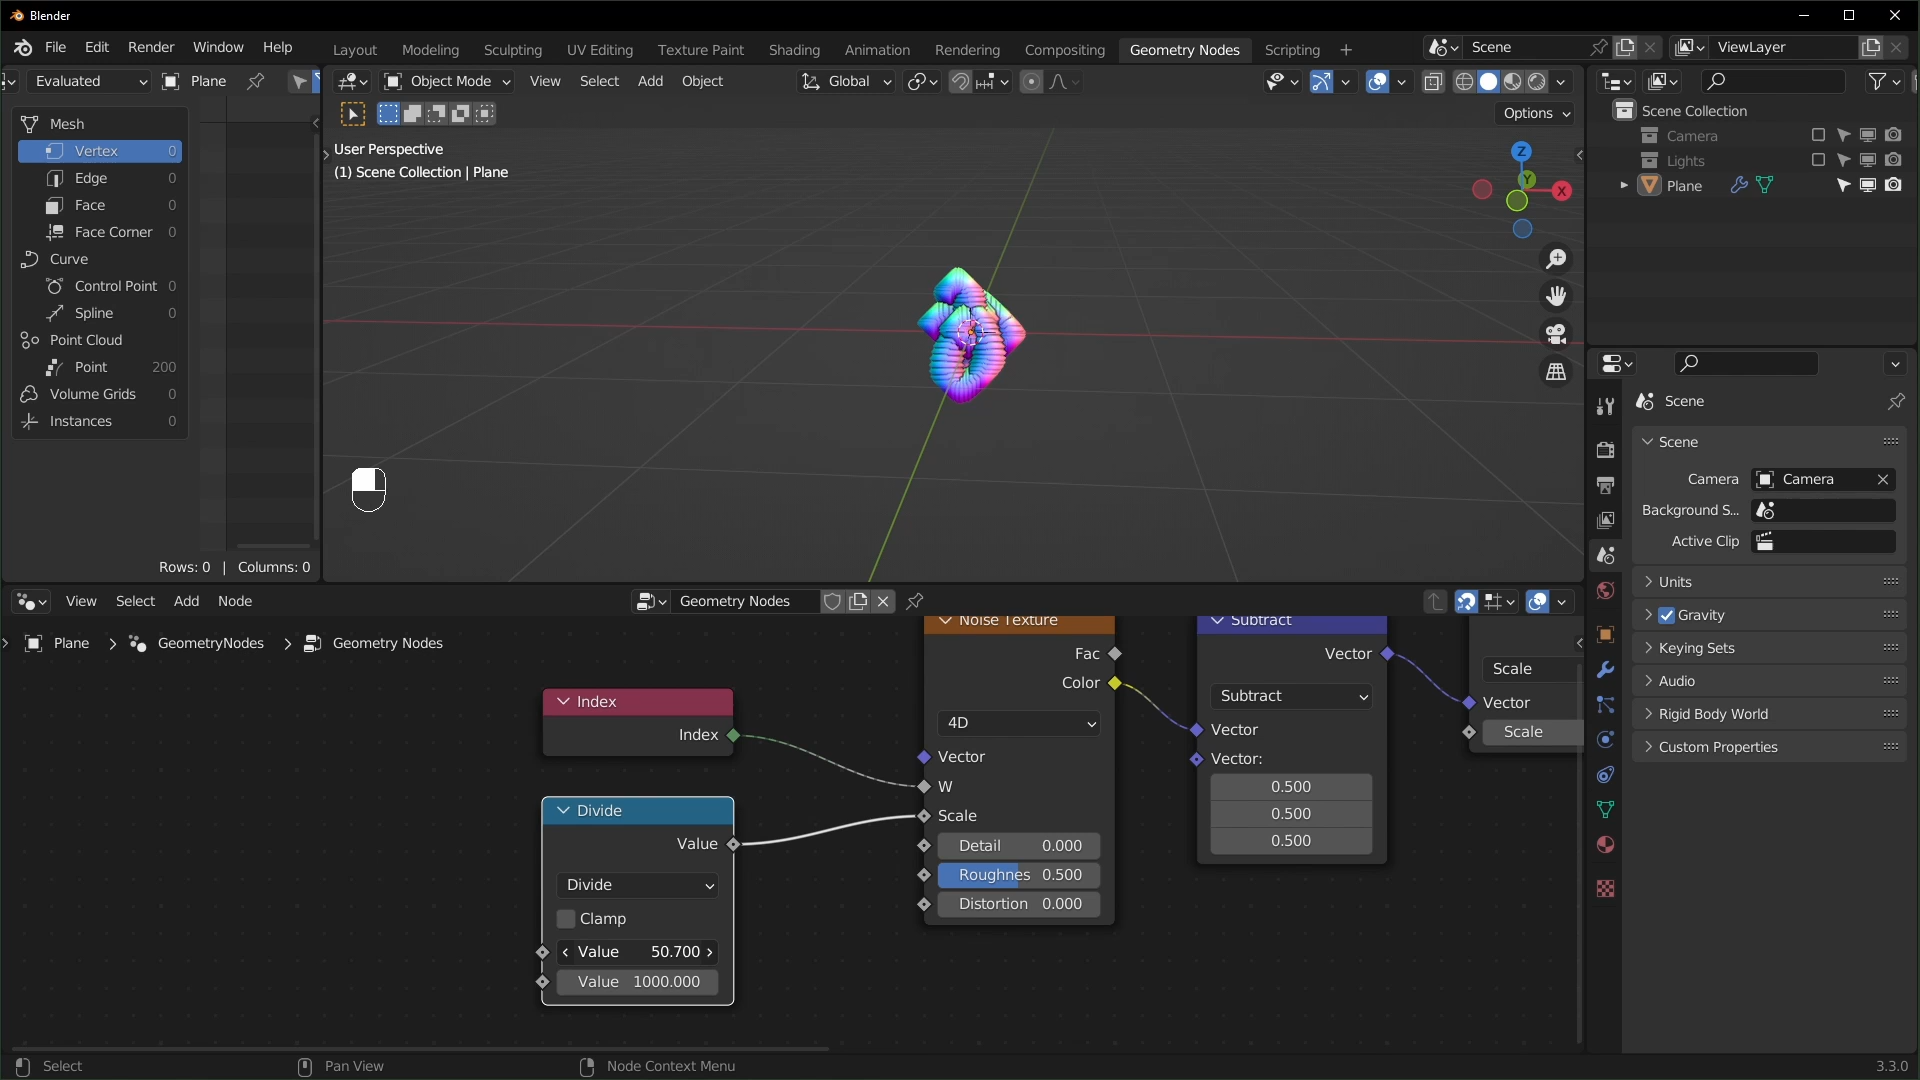 Blender
File Edit Render Window Help
Layout Modeling Sculpting UV Editing Texture Paint Shading Animation Rendering Compositing Geometry Nodes Scripting +
Scene
ViewLayer
Evaluated
Plane
Object Mode
View Select Add Object
Global
Options
Mesh
Vertex 0
Edge 0
Face 0
Face Corner 0
Curve
Control Point 0
Spline 0
Point Cloud
Point 200
Volume Grids 0
Instances 0
Rows: 0 | Columns: 0
User Perspective
(1) Scene Collection | Plane
Z
Y
X
Scene Collection
Camera
Lights
Plane
Scene
Scene
Camera Camera
Background S...
Active Clip
Units
Gravity
Keying Sets
Audio
Rigid Body World
Custom Properties
View Select Add Node
Geometry Nodes
Plane > GeometryNodes > Geometry Nodes
Index
Index
Divide
Value
Divide
Clamp
Value 50.700
Value 1000.000
Noise Texture
Fac
Color
4D
Vector
W
Scale
Detail 0.000
Roughnes 0.500
Distortion 0.000
Subtract
Vector
Subtract
Vector
Vector:
0.500
0.500
0.500
Scale
Vector
Scale
Select
Pan View
Node Context Menu
3.3.0